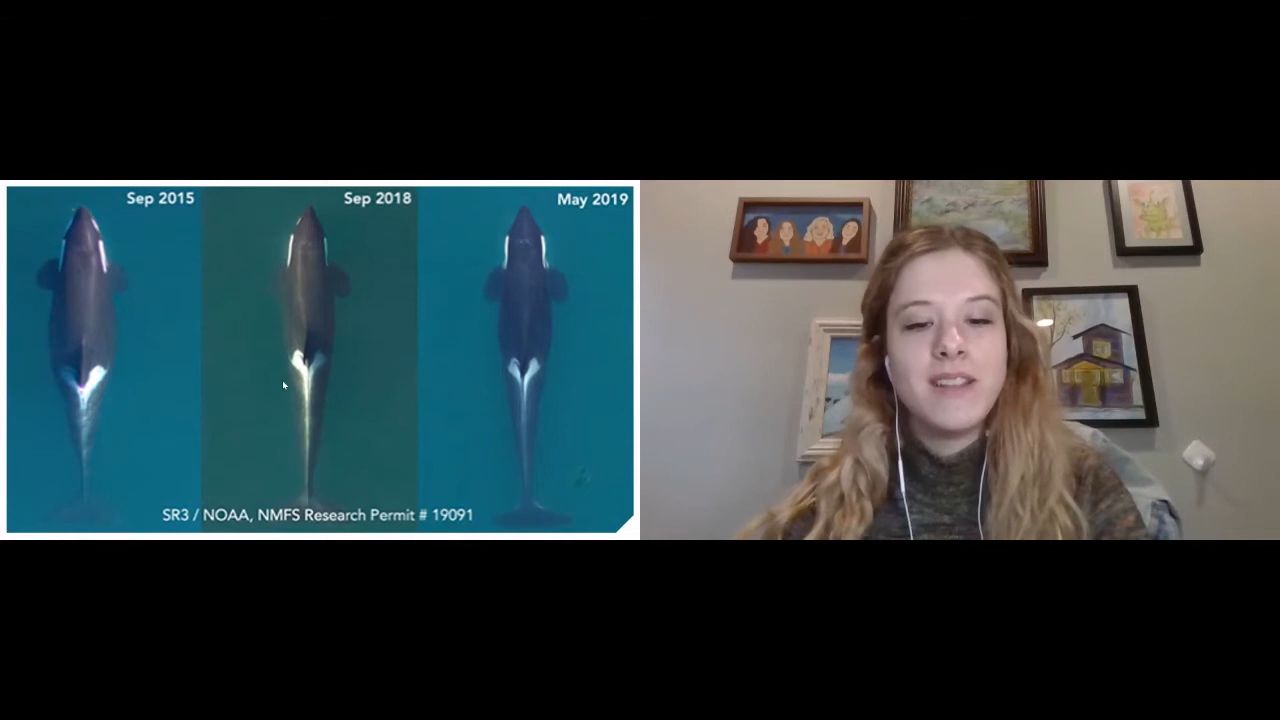 Sep 2015
Sep 2018
May 2019
SR3 / NOAA, NMFS Research Permit # 19091